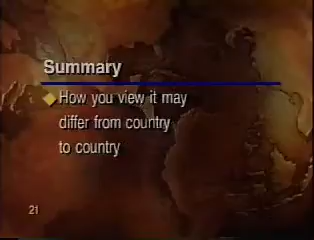 Summary
How you view it may
differ from country
to country
21